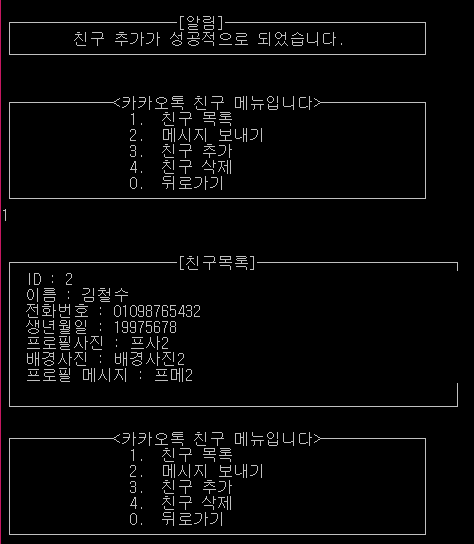 [알림]
친구 추가가 성공적으로 되었습니다.
<카카오톡 친구 메뉴입니다>
1. 친구 목록
2. 메시지 보내기
3. 친구 추가
4. 친구 삭제
0. 뒤로가기
1
[친구목록]
ID : 2
이름 : 김철수
전화번호 : 01098765432
생년월일 : 19975678
프로필사진 : 프사2
배경사진 : 배경사진2
프로필 메시지 : 프메2
<카카오톡 친구 메뉴입니다>
1. 친구 목록
2. 메시지 보내기
3. 친구 추가
4. 친구 삭제
0. 뒤로가기